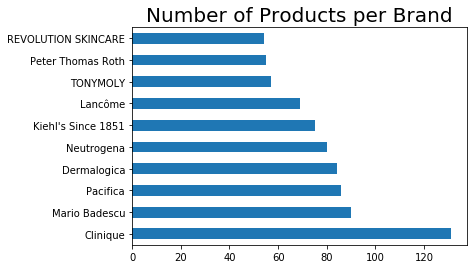 Number of Products per Brand
REVOLUTION SKINCARE
Peter Thomas Roth
TONYMOLY
Lancôme
Kiehl's Since 1851
Neutrogena
Dermalogica
Pacifica
Mario Badescu
Clinique
0 20 40 60 80 100 120